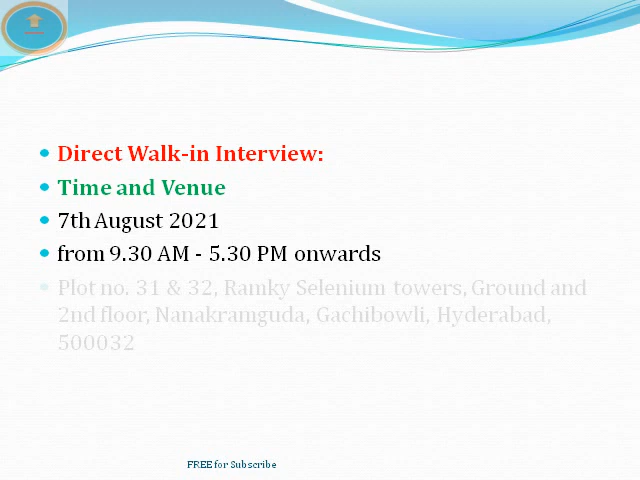 Direct Walk-in Interview:
Time and Venue
7th August 2021
from 9.30 AM - 5.30 PM onwards
Plot no. 31 & 32, Ramky Selenium towers, Ground and
2nd floor, Nanakramguda, Gachibowli, Hyderabad,
500032
FREE for Subscribe